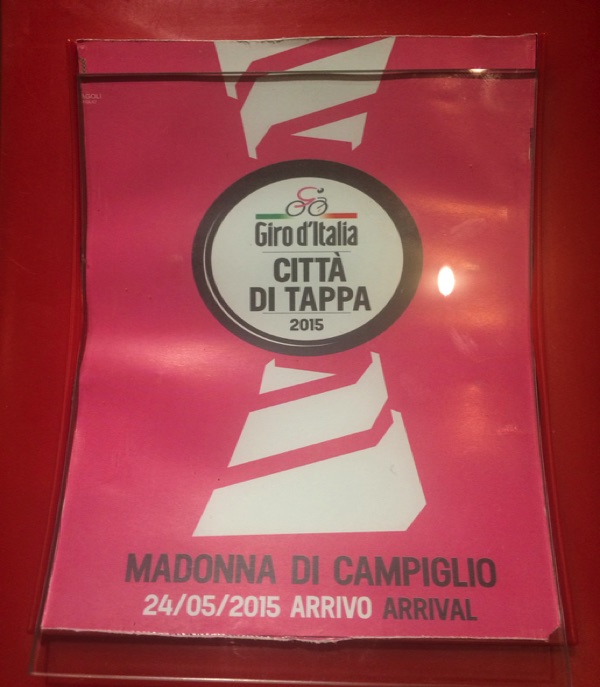 Giro d'Italia
CITTÀ
DI TAPPA
2015
MADONNA DI CAMPIGLIO
24/05/2015 ARRIVO ARRIVAL